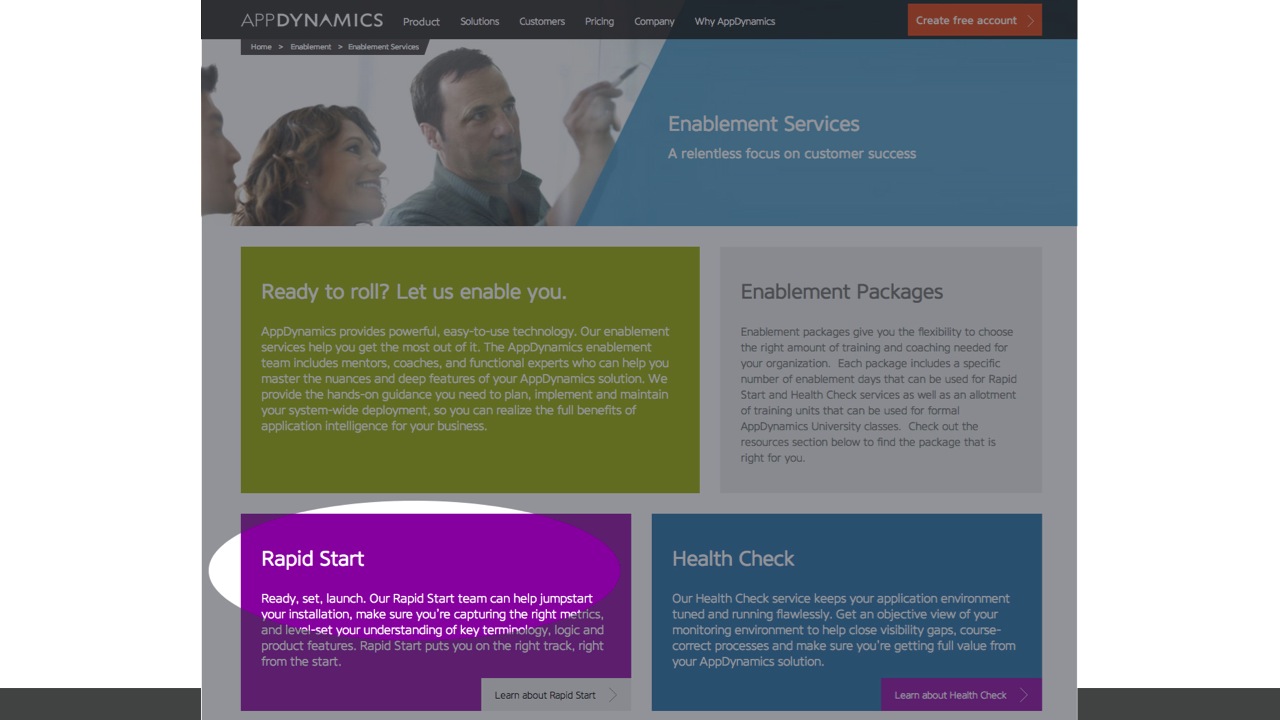 APPDYNAMICS Product Solutions Customers Pricing Company Why AppDynamics Create free account
Home > Enablement > Enablement Services
Enablement Services
A relentless focus on customer success
Ready to roll? Let us enable you.
AppDynamics provides powerful, easy-to-use technology. Our enablement
services help you get the most out of it. The AppDynamics enablement
team includes mentors, coaches, and functional experts who can help you
master the nuances and deep features of your AppDynamics solution. We
provide the hands-on guidance you need to plan, implement and maintain
your system-wide deployment, so you can realize the full benefits of
application intelligence for your business.
Enablement Packages
Enablement packages give you the flexibility to choose
the right amount of training and coaching needed for
your organization. Each package includes a specific
number of enablement days that can be used for Rapid
Start and Health Check services as well as an allotment
of training units that can be used for formal
AppDynamics University classes. Check out the
resources section below to find the package that is
right for you.
Rapid Start
Ready, set, launch. Our Rapid Start team can help jumpstart
your installation, make sure you're capturing the right metrics,
and level-set your understanding of key terminology, logic and
product features. Rapid Start puts you on the right track, right
from the start.
Learn about Rapid Start
Health Check
Our Health Check service keeps your application environment
tuned and running flawlessly. Get an objective view of your
monitoring environment to help close visibility gaps, course-
correct processes and make sure you're getting full value from
your AppDynamics solution.
Learn about Health Check